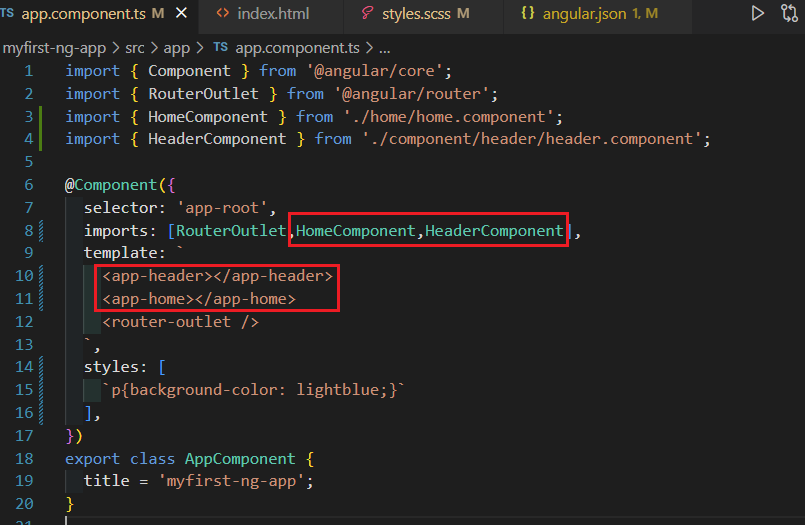 TS app.component.ts M × <> index.html styles.scss M {} angular.json 1, M
myfirst-ng-app > src > app > TS app.component.ts > ...
1 import { Component } from '@angular/core';
2 import { RouterOutlet } from '@angular/router';
3 import { HomeComponent } from './home/home.component';
4 import { HeaderComponent } from './component/header/header.component';
5
6 @Component({
7 selector: 'app-root',
8 imports: [RouterOutlet,HomeComponent,HeaderComponent],
9 template: `
10 <app-header></app-header>
11 <app-home></app-home>
12 <router-outlet />
13 `,
14 styles: [
15 `p{background-color: lightblue;}`
16 ],
17 })
18 export class AppComponent {
19 title = 'myfirst-ng-app';
20 }
21